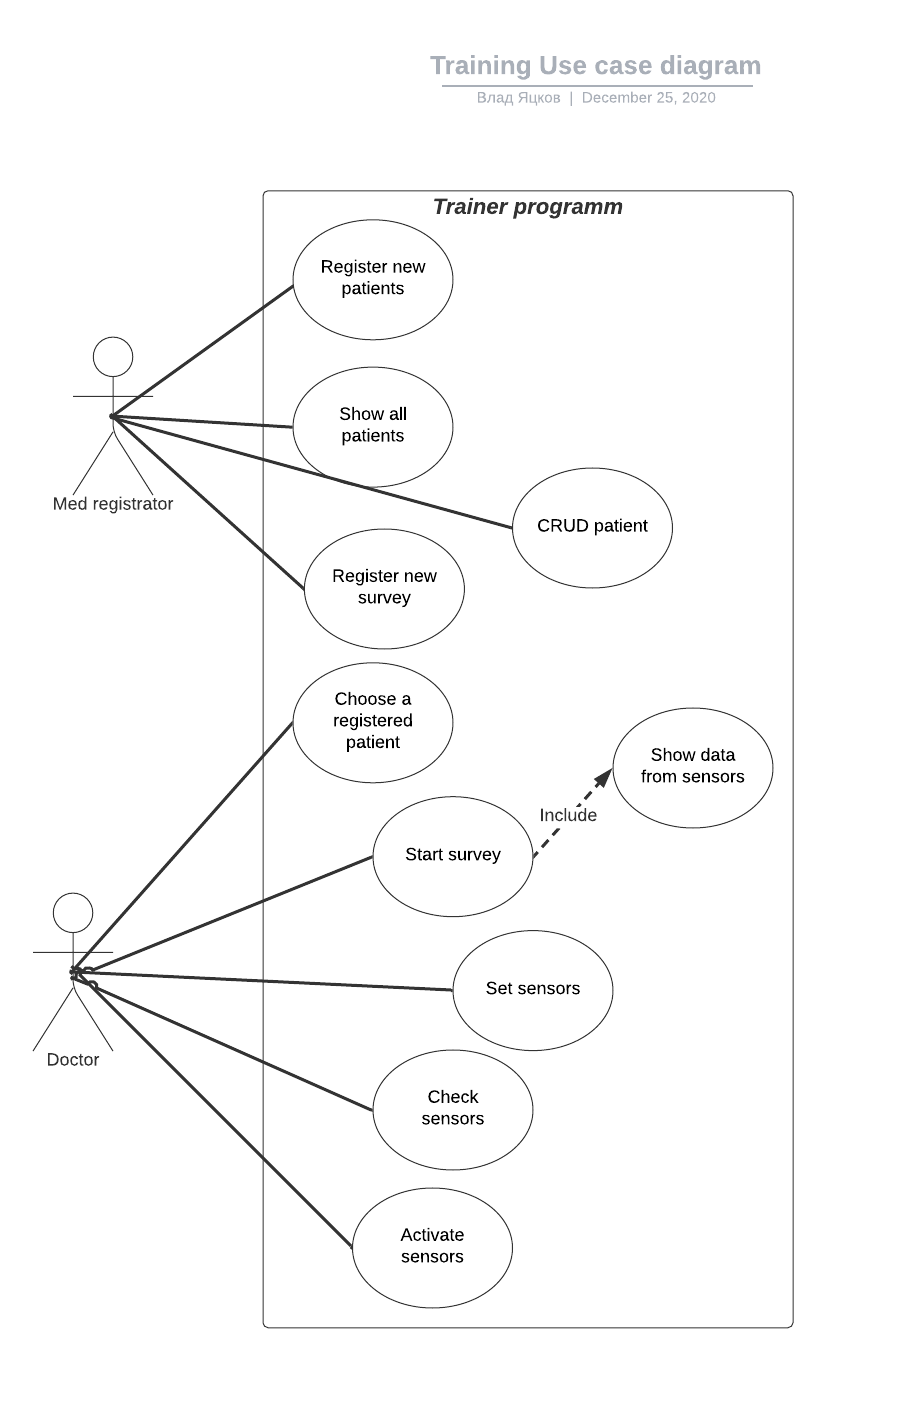 Training Use case diagram
Влад Яцков | December 25, 2020
Trainer programm
Register new
patients
Show all
patients
Med registrator
CRUD patient
Register new
survey
Choose a
registered
patient
Show data
from sensors
Include
Start survey
Set sensors
Doctor
Check
sensors
Activate
sensors